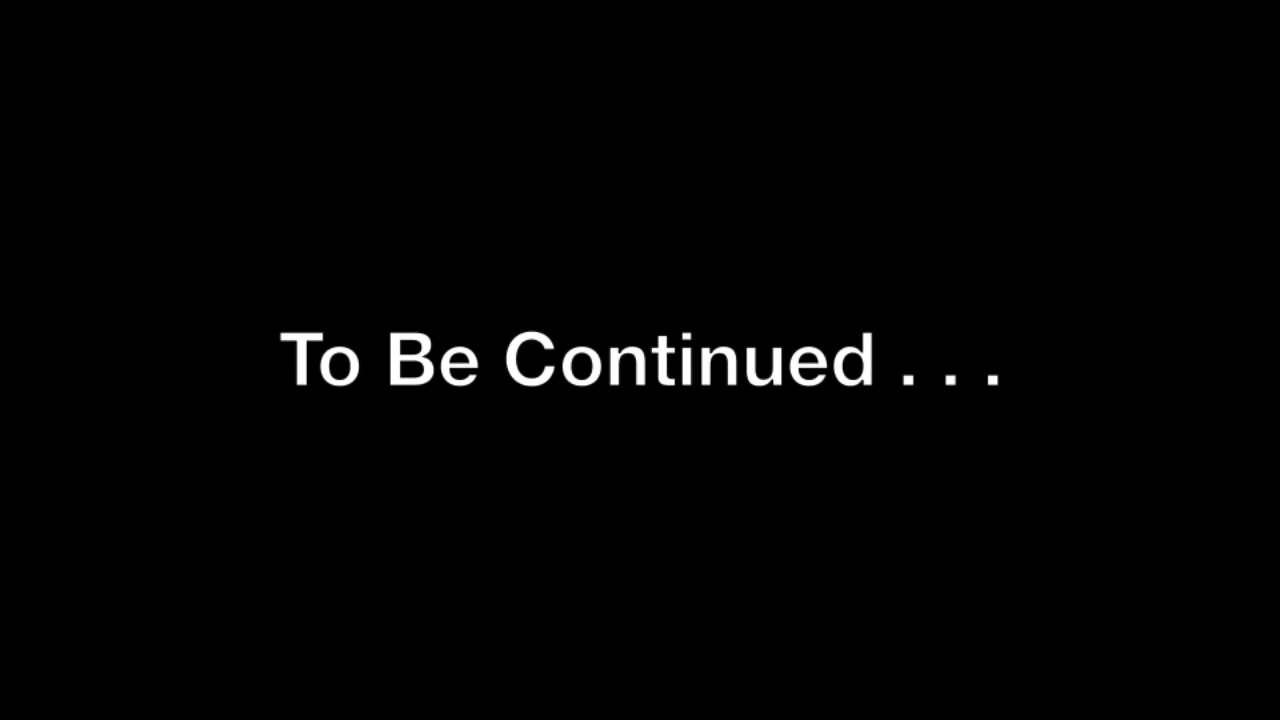 To Be Continued . . .